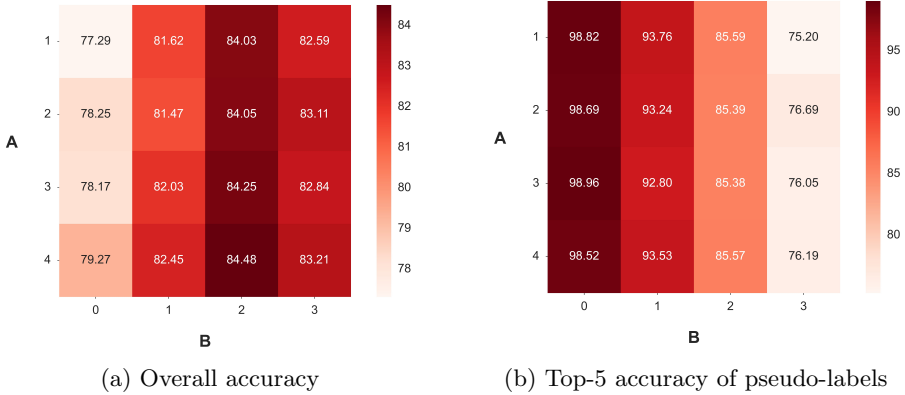 1 77.29 81.62 84.03 82.59
2 78.25 81.47 84.05 83.11
A
3 78.17 82.03 84.25 82.84
4 79.27 82.45 84.48 83.21
0 1 2 3
B
84
83
82
81
80
79
78
(a) Overall accuracy
1 98.82 93.76 85.59 75.20
2 98.69 93.24 85.39 76.69
A
3 98.96 92.80 85.38 76.05
4 98.52 93.53 85.57 76.19
0 1 2 3
B
95
90
85
80
(b) Top-5 accuracy of pseudo-labels